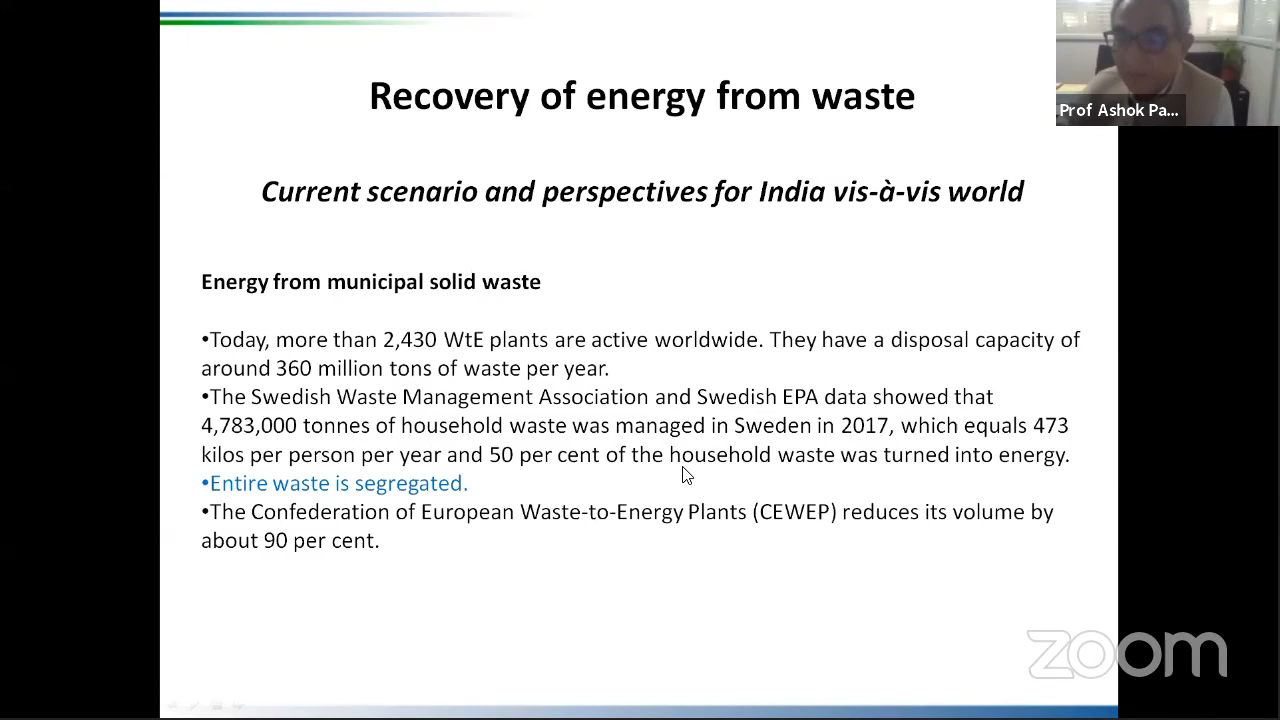 Recovery of energy from waste
Prof Ashok Pa...
Current scenario and perspectives for India vis-à-vis world
Energy from municipal solid waste
•Today, more than 2,430 WtE plants are active worldwide. They have a disposal capacity of
around 360 million tons of waste per year.
•The Swedish Waste Management Association and Swedish EPA data showed that
4,783,000 tonnes of household waste was managed in Sweden in 2017, which equals 473
kilos per person per year and 50 per cent of the household waste was turned into energy.
•Entire waste is segregated.
•The Confederation of European Waste-to-Energy Plants (CEWEP) reduces its volume by
about 90 per cent.
zoom